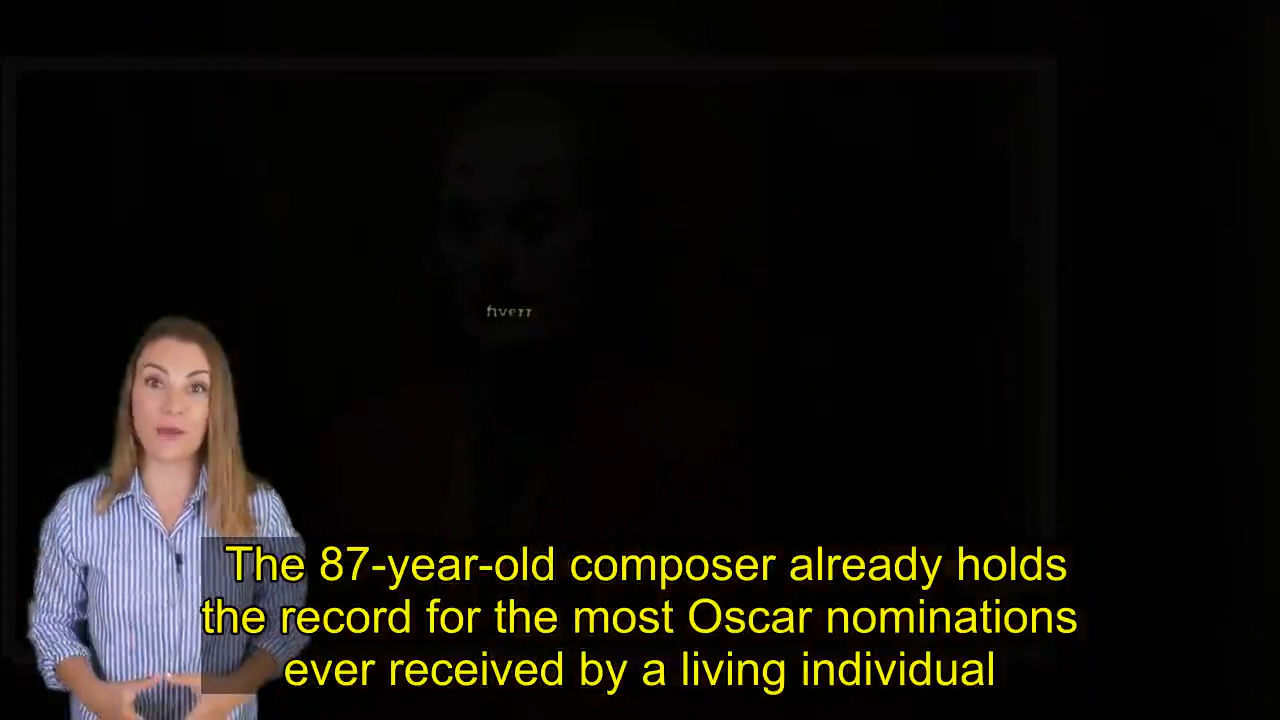 fiverr
The 87-year-old composer already holds
the record for the most Oscar nominations
ever received by a living individual